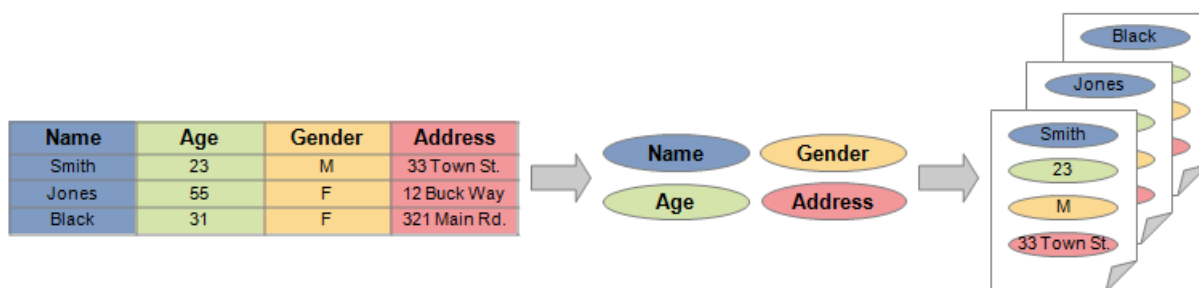 Name Age Gender Address
Smith 23 M 33 Town St.
Jones 55 F 12 Buck Way
Black 31 F 321 Main Rd.
Name Gender
Age Address
Black
Jones
Smith
23
M
33 Town St.